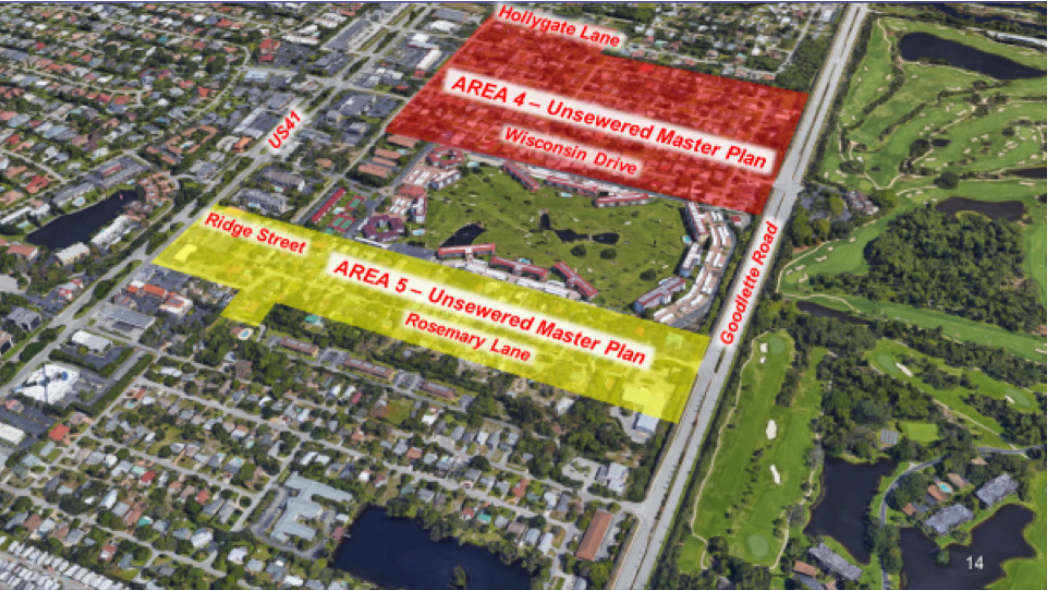 Hollygate Lane
AREA 4 – Unsewered Master Plan
Wisconsin Drive
US41
Ridge Street
AREA 5 – Unsewered Master Plan
Rosemary Lane
Goodlette Road
14